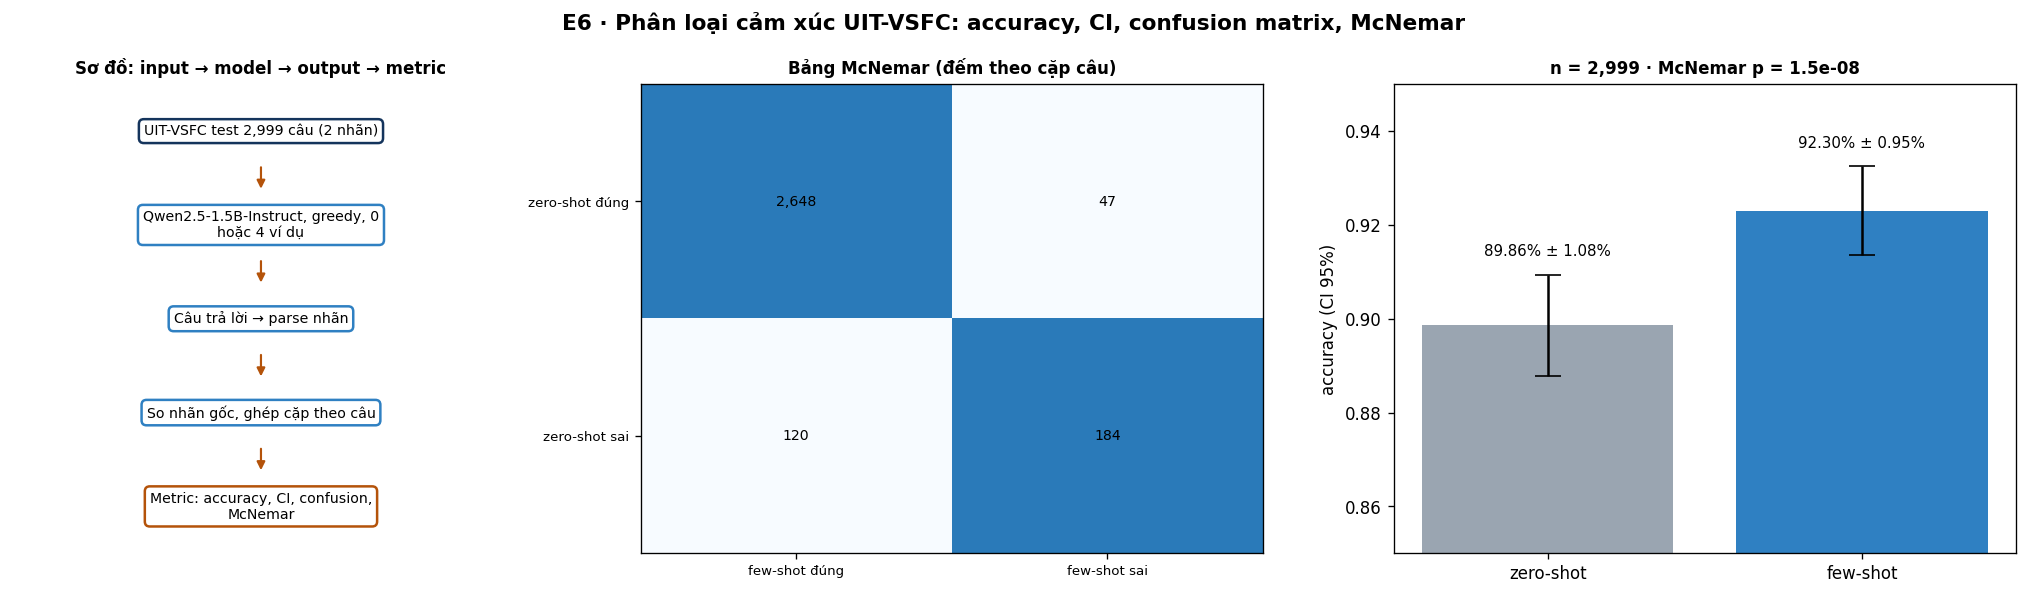 E6 · Phân loại cảm xúc UIT-VSFC: accuracy, CI, confusion matrix, McNemar
Sơ đồ: input → model → output → metric
UIT-VSFC test 2,999 câu (2 nhãn)
Qwen2.5-1.5B-Instruct, greedy, 0
hoặc 4 ví dụ
Câu trả lời → parse nhãn
So nhãn gốc, ghép cặp theo câu
Metric: accuracy, CI, confusion,
McNemar
Bảng McNemar (đếm theo cặp câu)
zero-shot đúng
2,648
47
zero-shot sai
120
184
few-shot đúng
few-shot sai
n = 2,999 · McNemar p = 1.5e-08
accuracy (CI 95%)
0.94
0.92
0.90
0.88
0.86
89.86% ± 1.08%
92.30% ± 0.95%
zero-shot
few-shot